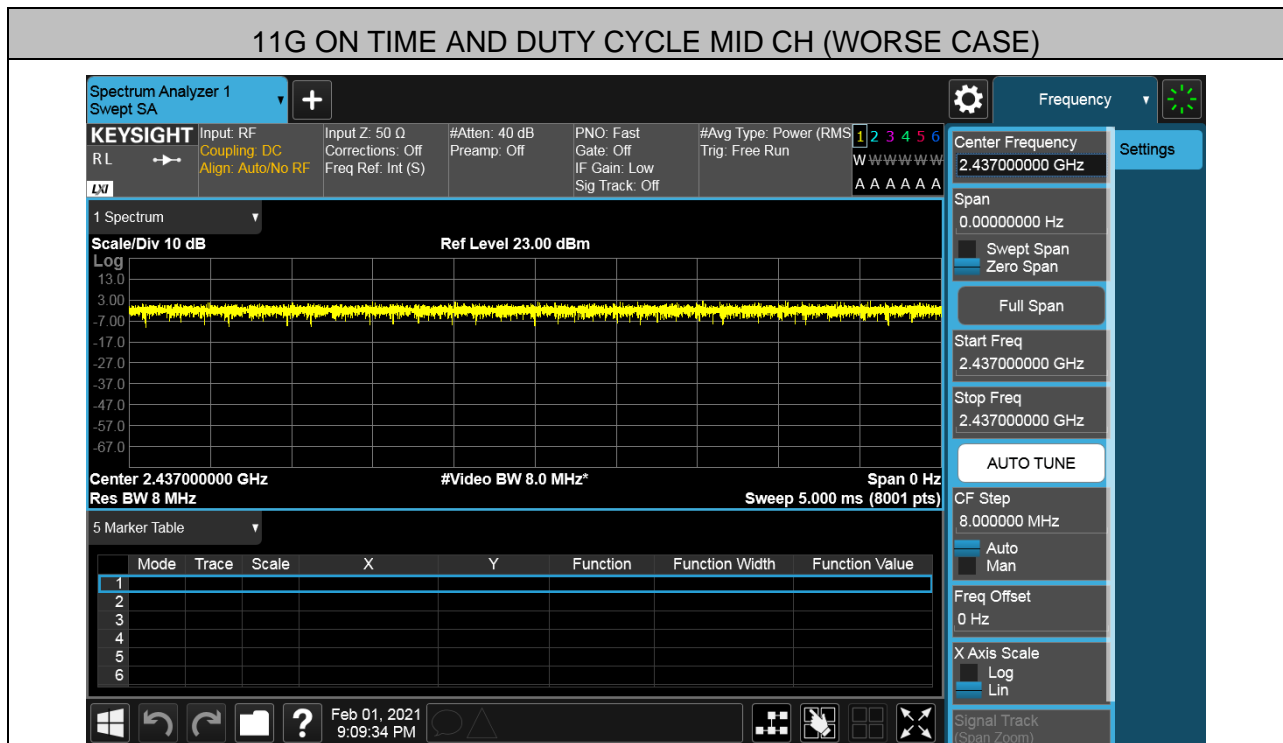 11G ON TIME AND DUTY CYCLE MID CH (WORSE CASE)
Spectrum Analyzer 1
Swept SA
+
Frequency
KEYSIGHT
RL
LXI
Input: RF
Coupling: DC
Align: Auto/No RF
Input Z: 50 Ω
Corrections: Off
Freq Ref: Int (S)
#Atten: 40 dB
Preamp: Off
PNO: Fast
Gate: Off
IF Gain: Low
Sig Track: Off
#Avg Type: Power (RMS
Trig: Free Run
1 2 3 4 5 6
W W W W W W
A A A A A A
1 Spectrum
Scale/Div 10 dB
Ref Level 23.00 dBm
Log
13.0
3.00
-7.00
-17.0
-27.0
-37.0
-47.0
-57.0
-67.0
Center 2.437000000 GHz
#Video BW 8.0 MHz*
Span 0 Hz
Res BW 8 MHz
Sweep 5.000 ms (8001 pts)
5 Marker Table
Mode Trace Scale X Y Function Function Width Function Value
1
2
3
4
5
6
?
Feb 01, 2021
9:09:34 PM
Center Frequency
2.437000000 GHz
Settings
Span
0.00000000 Hz
Swept Span
Zero Span
Full Span
Start Freq
2.437000000 GHz
Stop Freq
2.437000000 GHz
AUTO TUNE
CF Step
8.000000 MHz
Auto
Man
Freq Offset
0 Hz
X Axis Scale
Log
Lin
Signal Track
(Span Zoom)